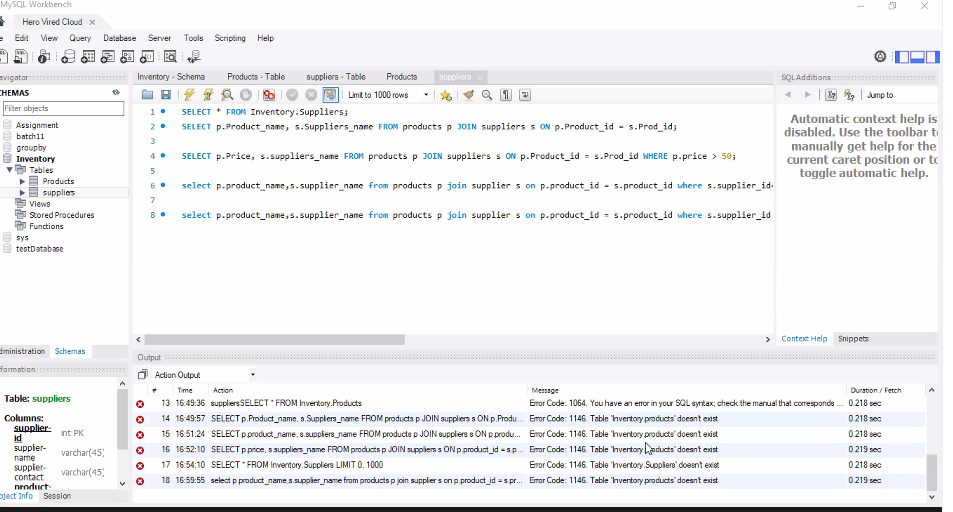 MySQL Workbench
Hero Vired Cloud
Edit View Query Database Server Tools Scripting Help
avigator
SCHEMAS
Filter objects
Assignment
batch11
groupby
Inventory
Tables
Products
suppliers
Views
Stored Procedures
Functions
sys
testDatabase
dministration Schemas
formation
Table: suppliers
Columns:
supplier-
id int PK
supplier-
name varchar(45)
supplier-
contact varchar(45)
product-
bject Info Session
Inventory - Schema Products - Table suppliers - Table Products suppliers
Limit to 1000 rows
1 SELECT * FROM Inventory.Suppliers;
2 SELECT p.Product_name, s.Suppliers_name FROM products p JOIN suppliers s ON p.Product_id = s.Prod_id;
3
4 SELECT p.Price, s.suppliers_name FROM products p JOIN suppliers s ON p.Product_id = s.Prod_id WHERE p.price > 50;
5
6 select p.product_name,s.supplier_name from products p join supplier s on p.product_id = s.product_id where s.supplier_id=
7
8 select p.product_name,s.supplier_name from products p join supplier s on p.product_id = s.product_id where s.supplier_id
SQLAdditions
Jump to
Automatic context help is
disabled. Use the toolbar to
manually get help for the
current caret position or to
toggle automatic help.
Context Help Snippets
Output
Action Output
# Time Action Message Duration / Fetch
13 16:49:36 suppliersSELECT * FROM Inventory.Products Error Code: 1064. You have an error in your SQL syntax; check the manual that corresponds ... 0.218 sec
14 16:49:57 SELECT p.Product_name, s.Suppliers_name FROM products p JOIN suppliers s ON p.Produ... Error Code: 1146. Table 'Inventory.products' doesn't exist 0.218 sec
15 16:51:24 SELECT p.product_name, s.suppliers_name FROM products p JOIN suppliers s ON p.produc... Error Code: 1146. Table 'Inventory.products' doesn't exist 0.218 sec
16 16:52:10 SELECT p.price, s.suppliers_name FROM products p JOIN suppliers s ON p.product_id = s.p... Error Code: 1146. Table 'Inventory.products' doesn't exist 0.219 sec
17 16:54:10 SELECT * FROM Inventory.Suppliers LIMIT 0, 1000 Error Code: 1146. Table 'Inventory.Suppliers' doesn't exist 0.218 sec
18 16:59:55 select p.product_name,s.supplier_name from products p join supplier s on p.product_id = s.pr... Error Code: 1146. Table 'Inventory.products' doesn't exist 0.219 sec